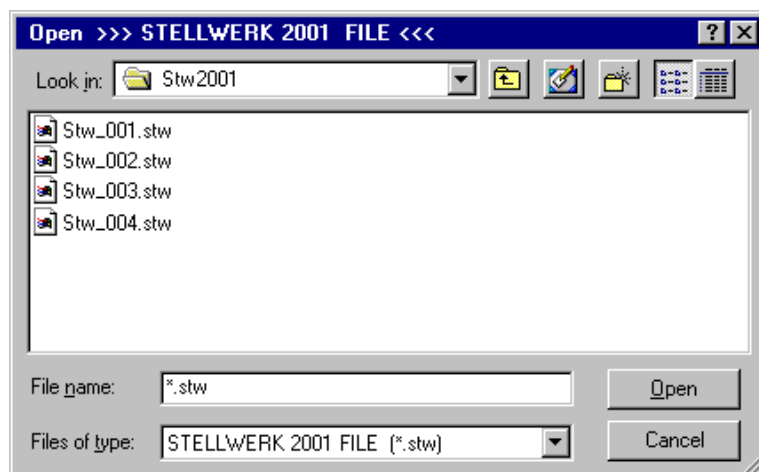 Open >>> STELLWERK 2001 FILE <<<
Look in: Stw2001
Stw_001.stw
Stw_002.stw
Stw_003.stw
Stw_004.stw
File name: *.stw Open
Files of type: STELLWERK 2001 FILE (*.stw) Cancel